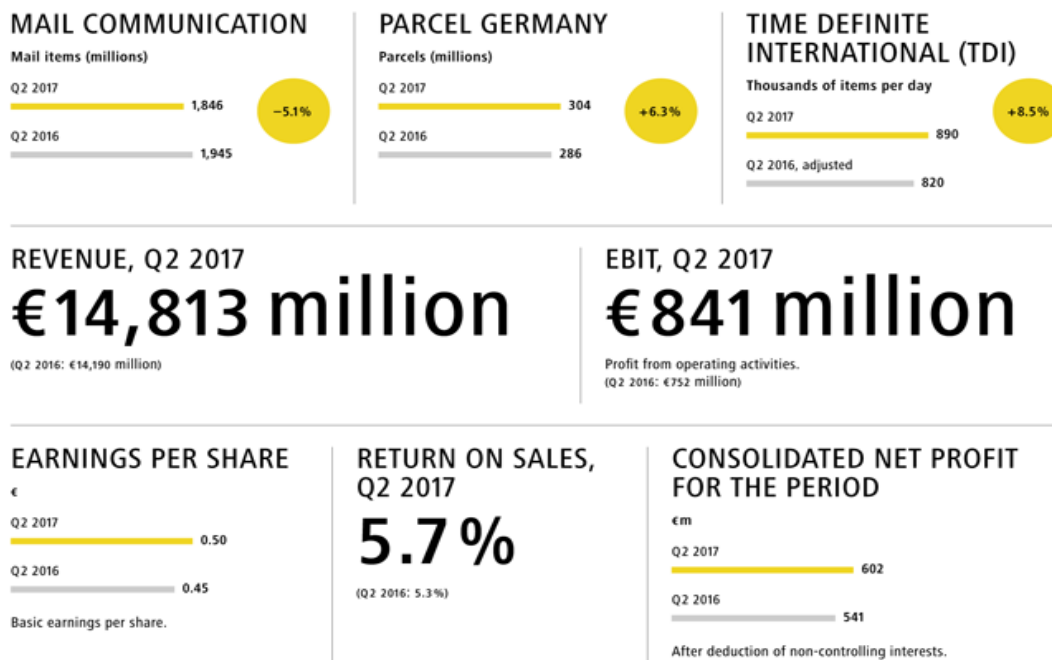 MAIL COMMUNICATION
Mail items (millions)
Q2 2017
1,846
Q2 2016
1,945
−5.1%
PARCEL GERMANY
Parcels (millions)
Q2 2017
304
Q2 2016
286
+6.3%
TIME DEFINITE
INTERNATIONAL (TDI)
Thousands of items per day
Q2 2017
890
Q2 2016, adjusted
820
+8.5%
REVENUE, Q2 2017
€14,813 million
(Q2 2016: €14,190 million)
EBIT, Q2 2017
€841 million
Profit from operating activities.
(Q2 2016: €752 million)
EARNINGS PER SHARE
€
Q2 2017
0.50
Q2 2016
0.45
Basic earnings per share.
RETURN ON SALES,
Q2 2017
5.7%
(Q2 2016: 5.3%)
CONSOLIDATED NET PROFIT
FOR THE PERIOD
€m
Q2 2017
602
Q2 2016
541
After deduction of non-controlling interests.